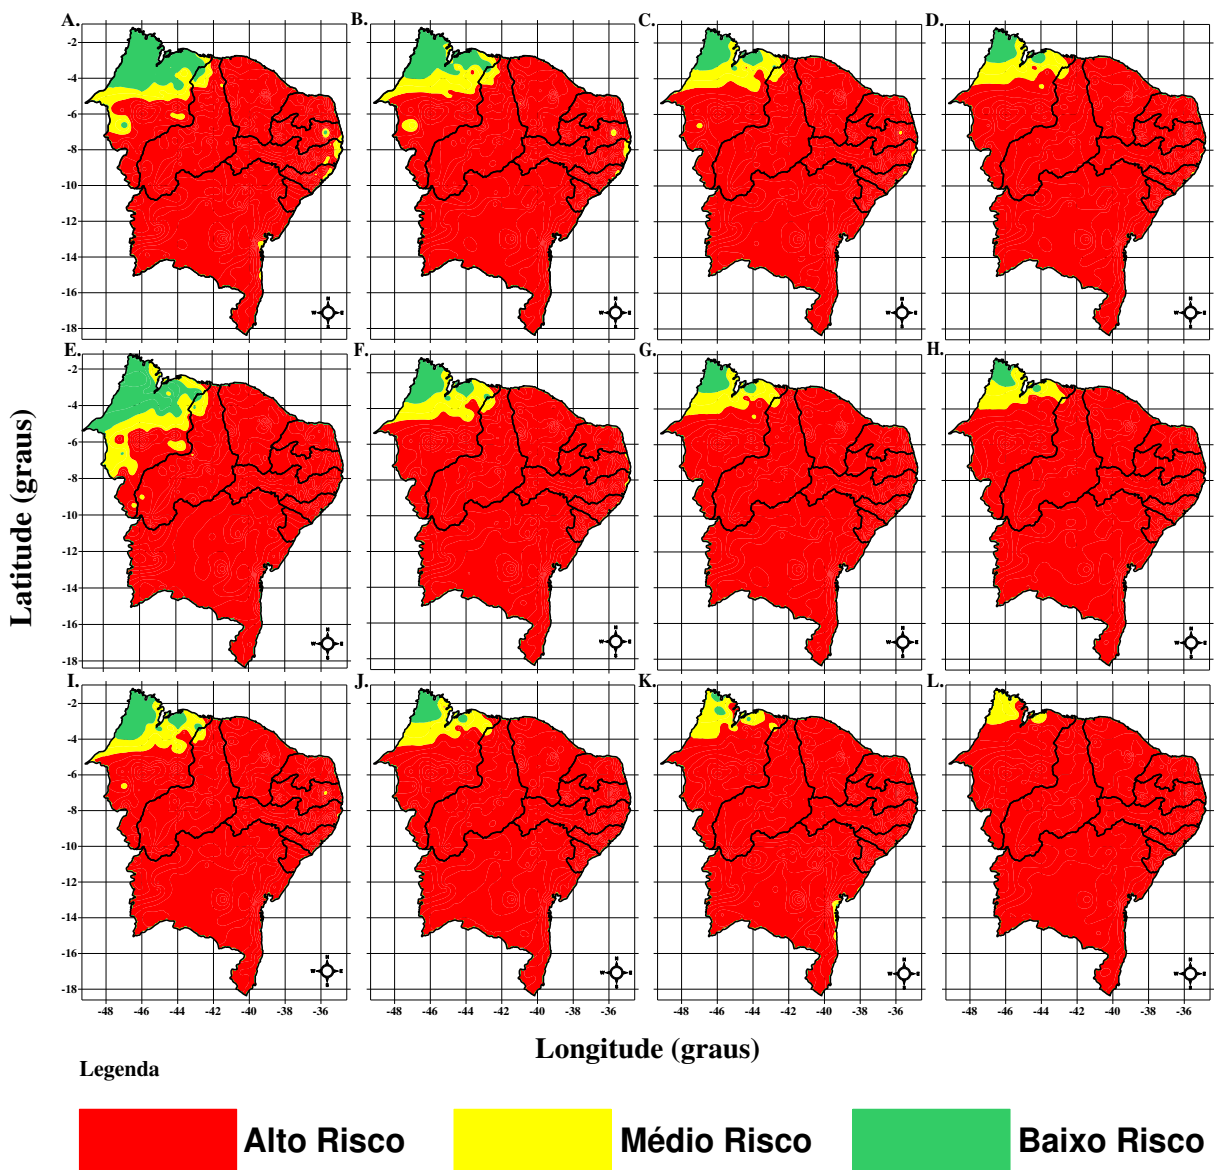 A. B. C. D.
-2
-4
-6
-8
-10
-12
-14
-16
-18
N
W E
S
N
W E
S
N
W E
S
N
W E
S
E. F. G. H.
-2
-4
-6
-8
-10
-12
-14
-16
-18
N
W E
S
N
W E
S
N
W E
S
N
W E
S
I. J. K. L.
-2
-4
-6
-8
-10
-12
-14
-16
-18
N
W E
S
N
W E
S
N
W E
S
N
W E
S
-48 -46 -44 -42 -40 -38 -36
-48 -46 -44 -42 -40 -38 -36
-48 -46 -44 -42 -40 -38 -36
-48 -46 -44 -42 -40 -38 -36
Latitude (graus)
Longitude (graus)
Legenda
Alto Risco
Médio Risco
Baixo Risco